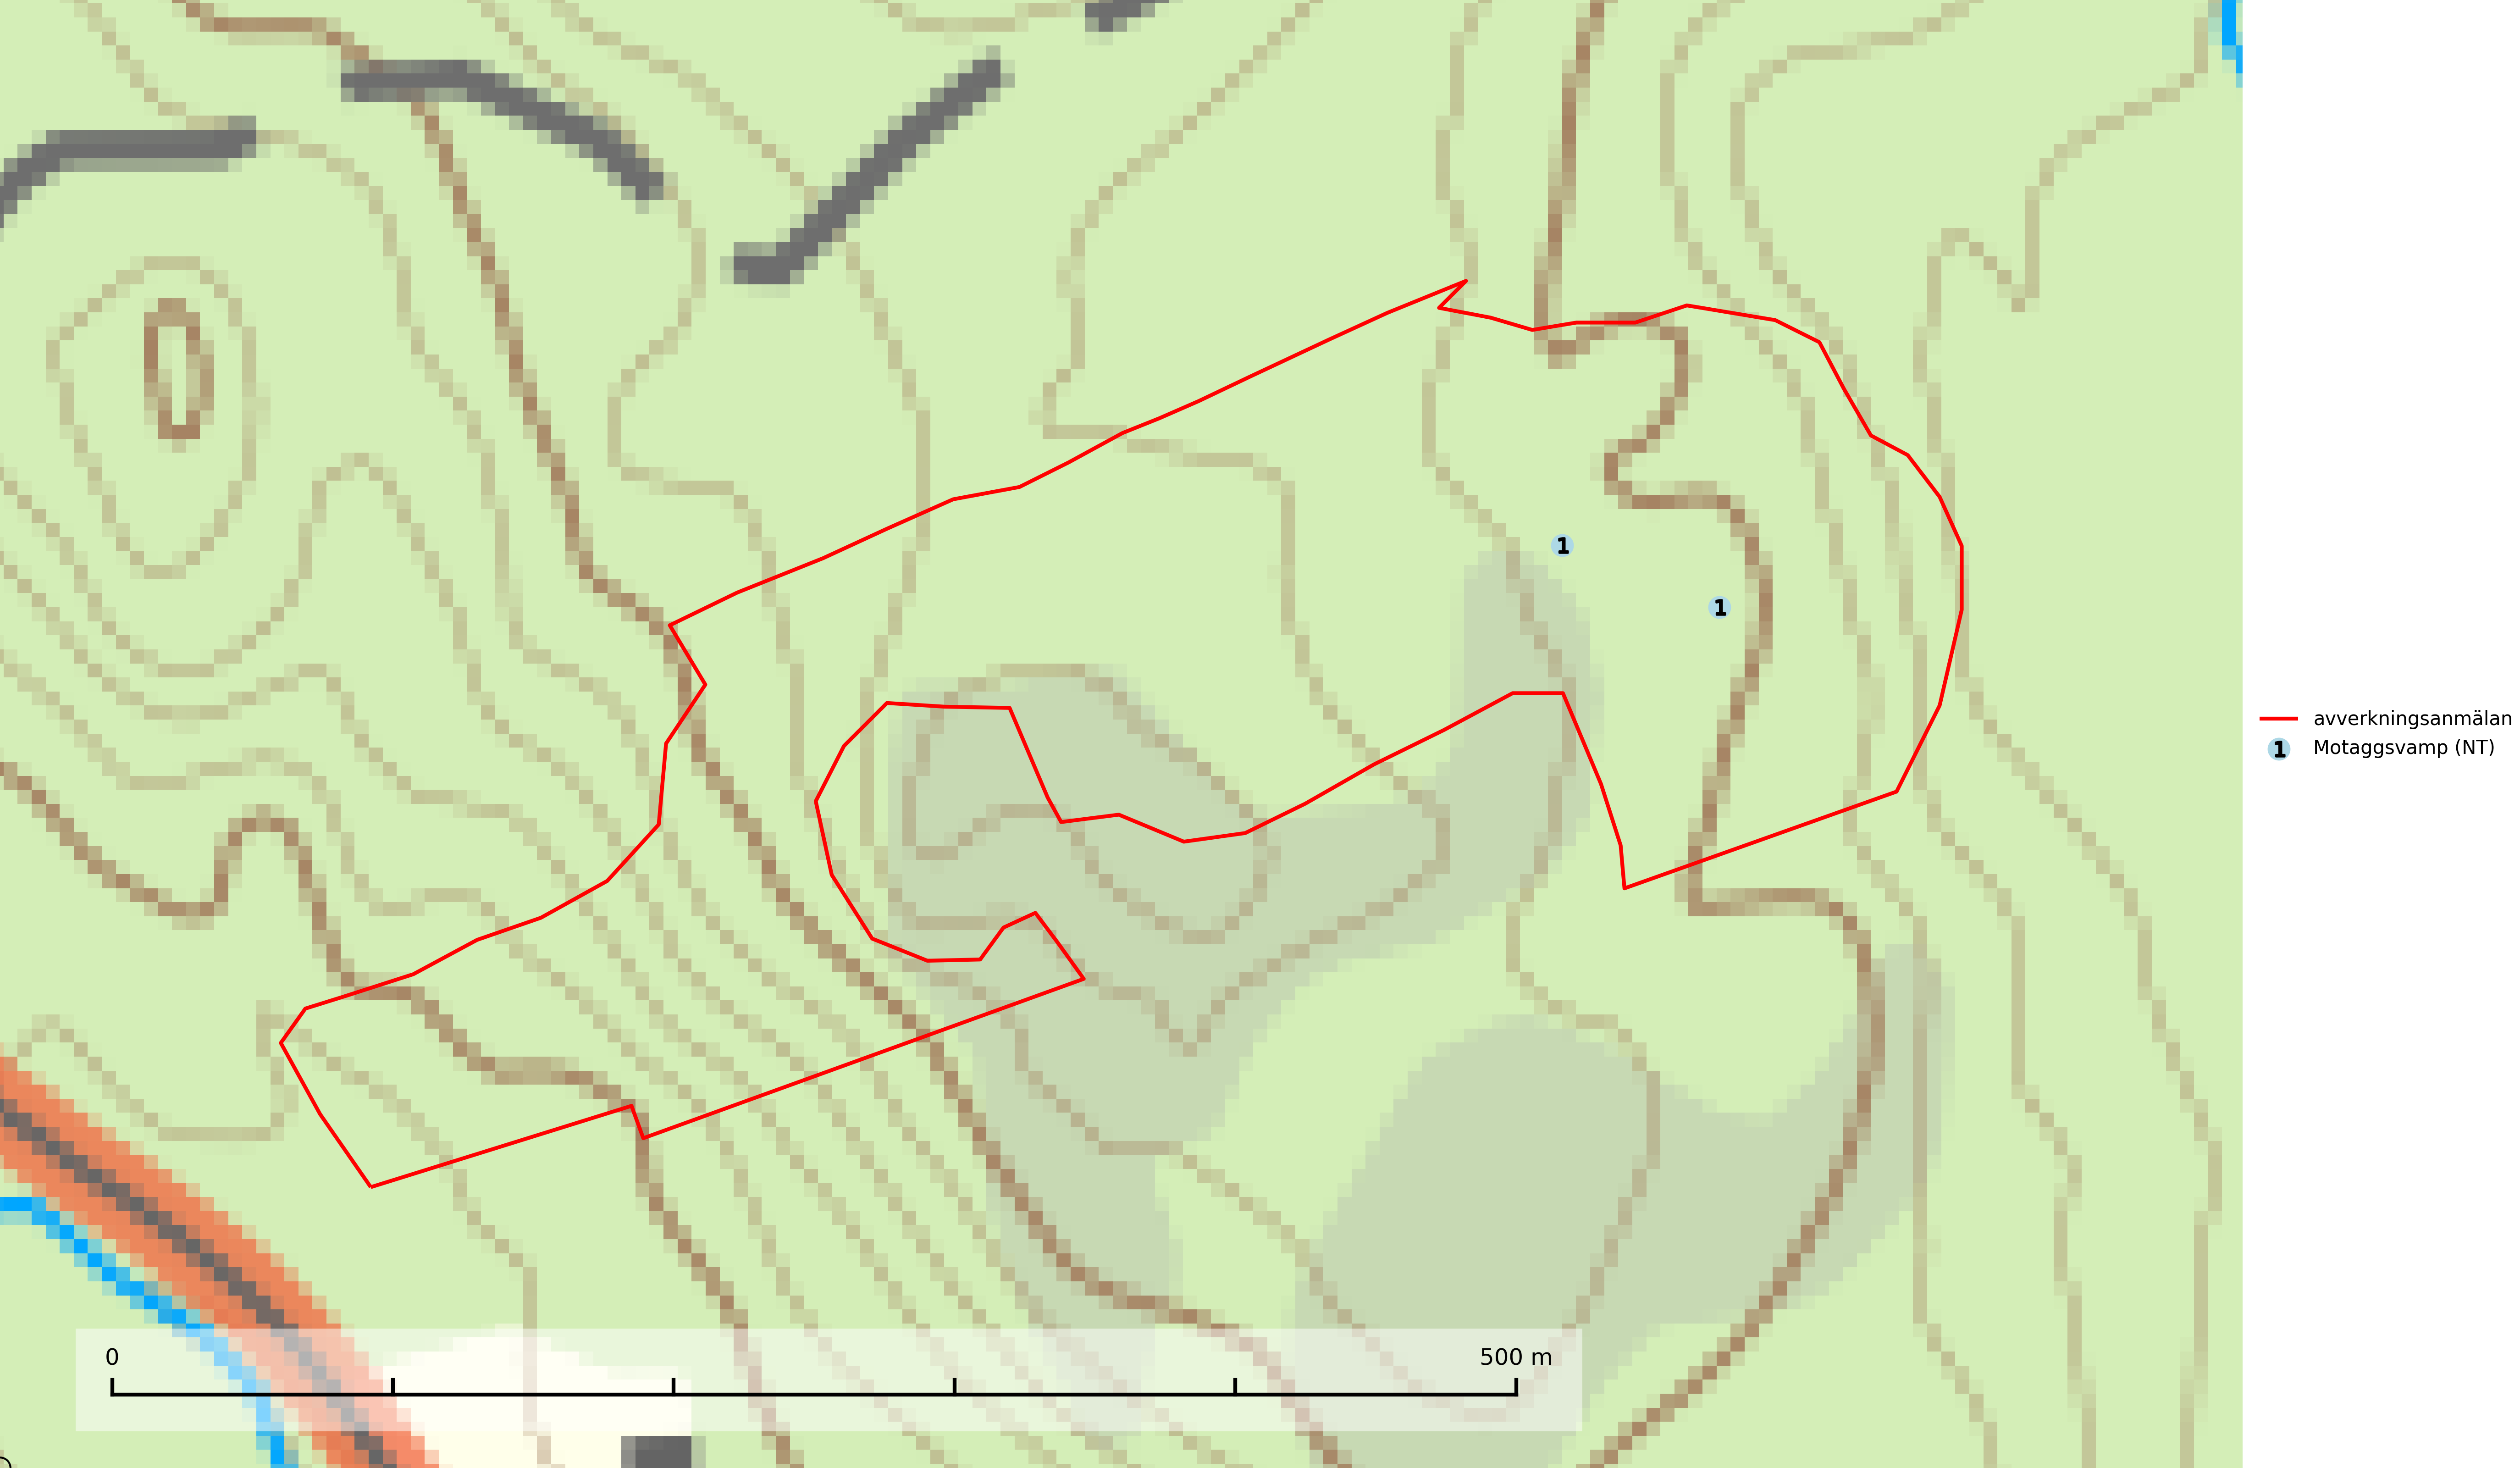 1
1
avverkningsanmälan
1 Motaggsvamp (NT)
0 500 m